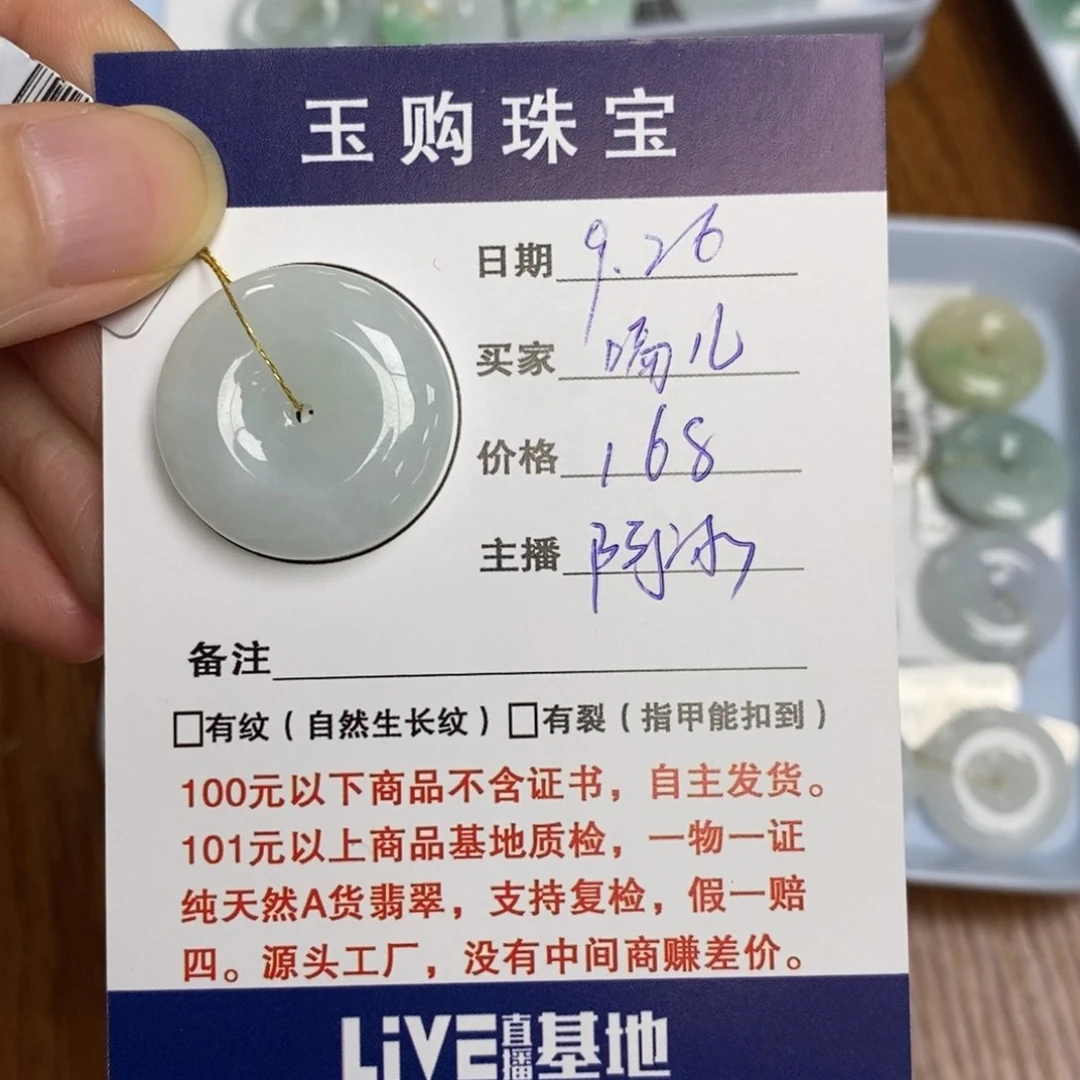 玉购珠宝
日期 9.26
买家 嗝儿
价格 168
主播 陈冰
备注
□有纹（自然生长纹）□有裂（指甲能扣到）
100元以下商品不含证书，自主发货。
101元以上商品基地质检，一物一证
纯天然A货翡翠，支持复检，假一赔
四。源头工厂，没有中间商赚差价。
LiVE直播基地